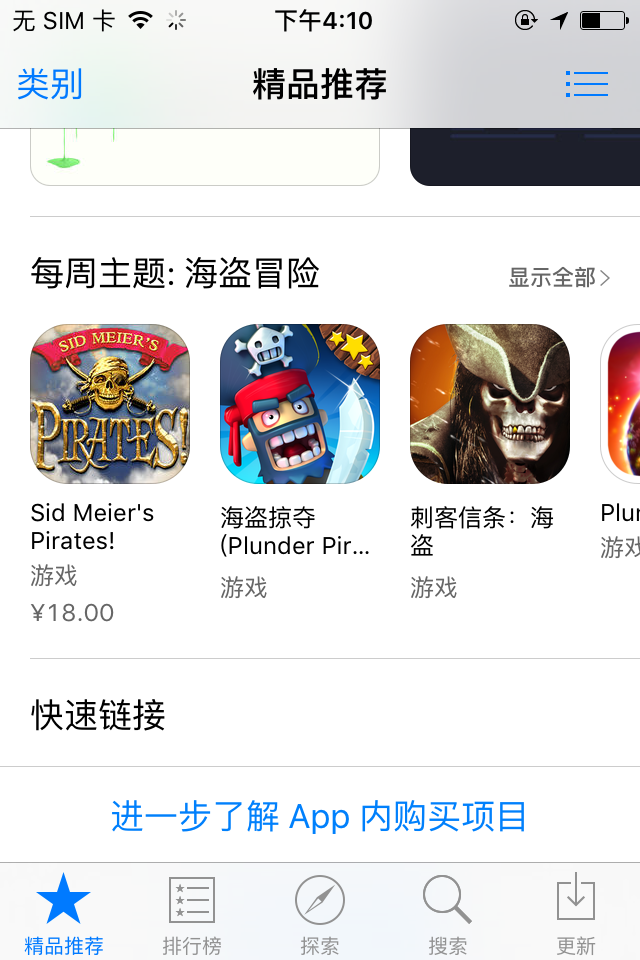 无 SIM 卡
下午4:10
类别
精品推荐
每周主题: 海盗冒险
显示全部
SID MEIER'S
PIRATES!
Sid Meier's
Pirates!
游戏
¥18.00
海盗掠夺
(Plunder Pir...
游戏
刺客信条：海
盗
游戏
快速链接
进一步了解 App 内购买项目
精品推荐
排行榜
探索
搜索
更新